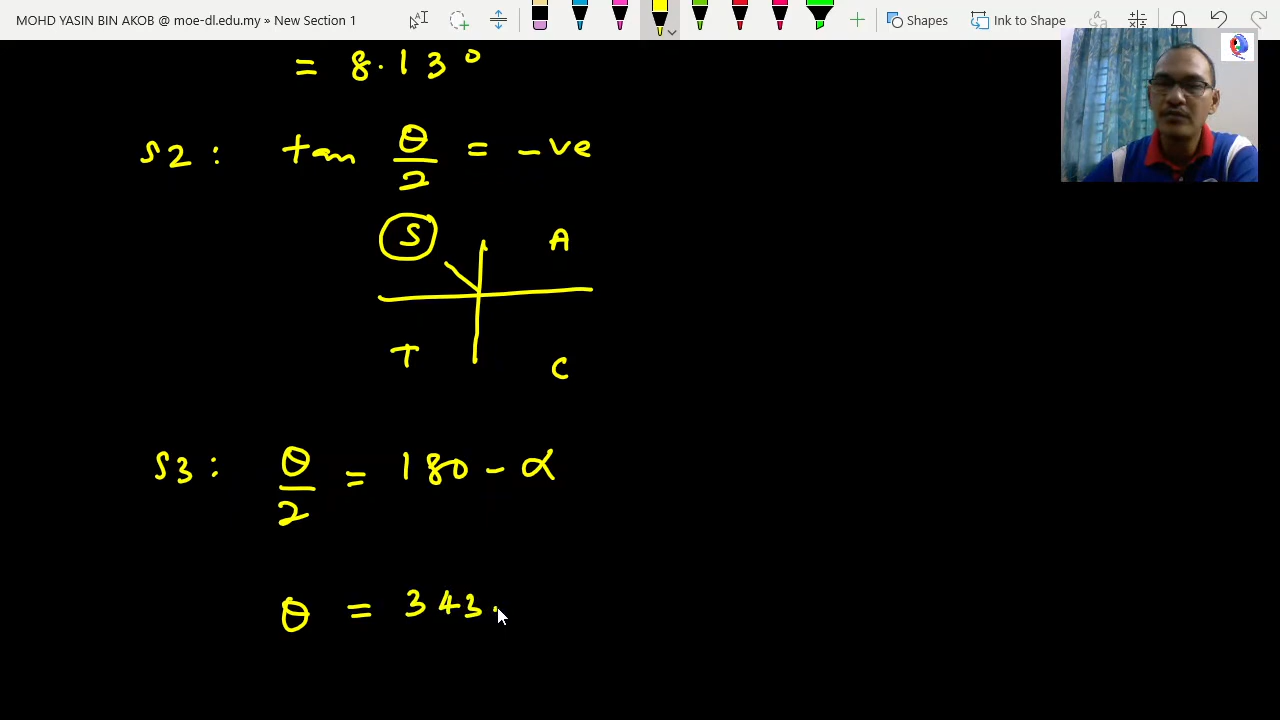 MOHD YASIN BIN AKOB @ moe-dl.edu.my » New Section 1
Shapes
Ink to Shape
= 8.13°
S2 : tan θ/2 = -ve
S A
T C
S3 : θ/2 = 180 - α
θ = 343.